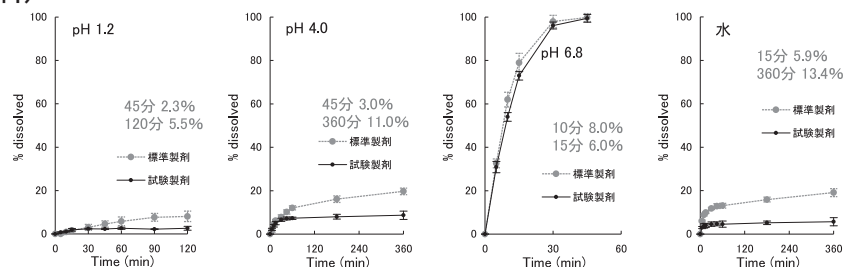 pH 1.2
% dissolved
100
80
60
40
20
0
45分 2.3%
120分 5.5%
標準製剤
試験製剤
0 30 60 90 120
Time (min)
pH 4.0
% dissolved
100
80
60
40
20
0
45分 3.0%
360分 11.0%
標準製剤
試験製剤
0 120 240 360
Time (min)
pH 6.8
% dissolved
100
80
60
40
20
0
10分 8.0%
15分 6.0%
標準製剤
試験製剤
0 30 60
Time (min)
水
% dissolved
100
80
60
40
20
0
15分 5.9%
360分 13.4%
標準製剤
試験製剤
0 120 240 360
Time (min)